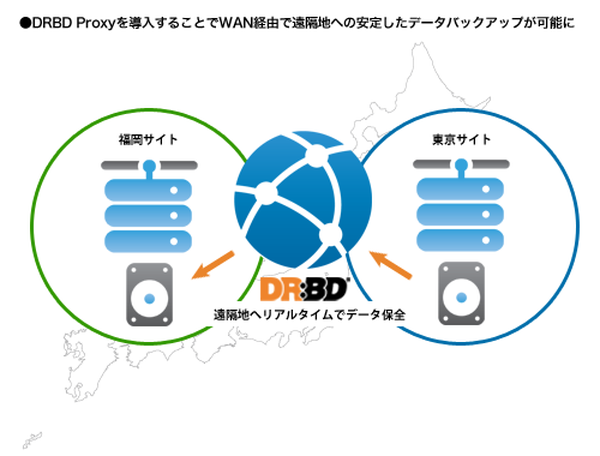 ●DRBD Proxyを導入することでWAN経由で遠隔地への安定したデータバックアップが可能に
福岡サイト
東京サイト
DR:BD®
遠隔地へリアルタイムでデータ保全